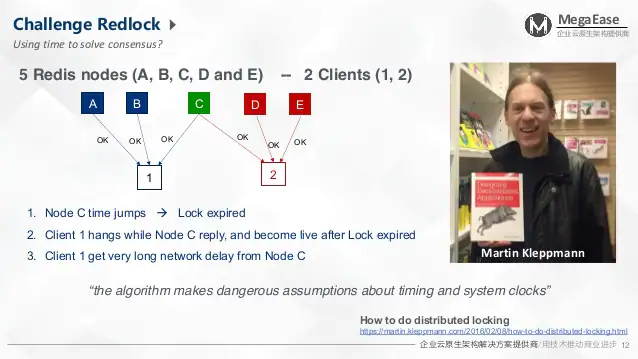 Challenge Redlock
Using time to solve consensus?
MegaEase
企业云原生架构提供商
5 Redis nodes (A, B, C, D and E) -- 2 Clients (1, 2)
A B C D E
OK OK OK OK OK OK
1 2
1. Node C time jumps → Lock expired
2. Client 1 hangs while Node C reply, and become live after Lock expired
3. Client 1 get very long network delay from Node C
Designing
Data-Intensive
Applications
Martin Kleppmann
“the algorithm makes dangerous assumptions about timing and system clocks”
How to do distributed locking
https://martin.kleppmann.com/2016/02/08/how-to-do-distributed-locking.html
企业云原生架构解决方案提供商/用技术推动商业进步 12